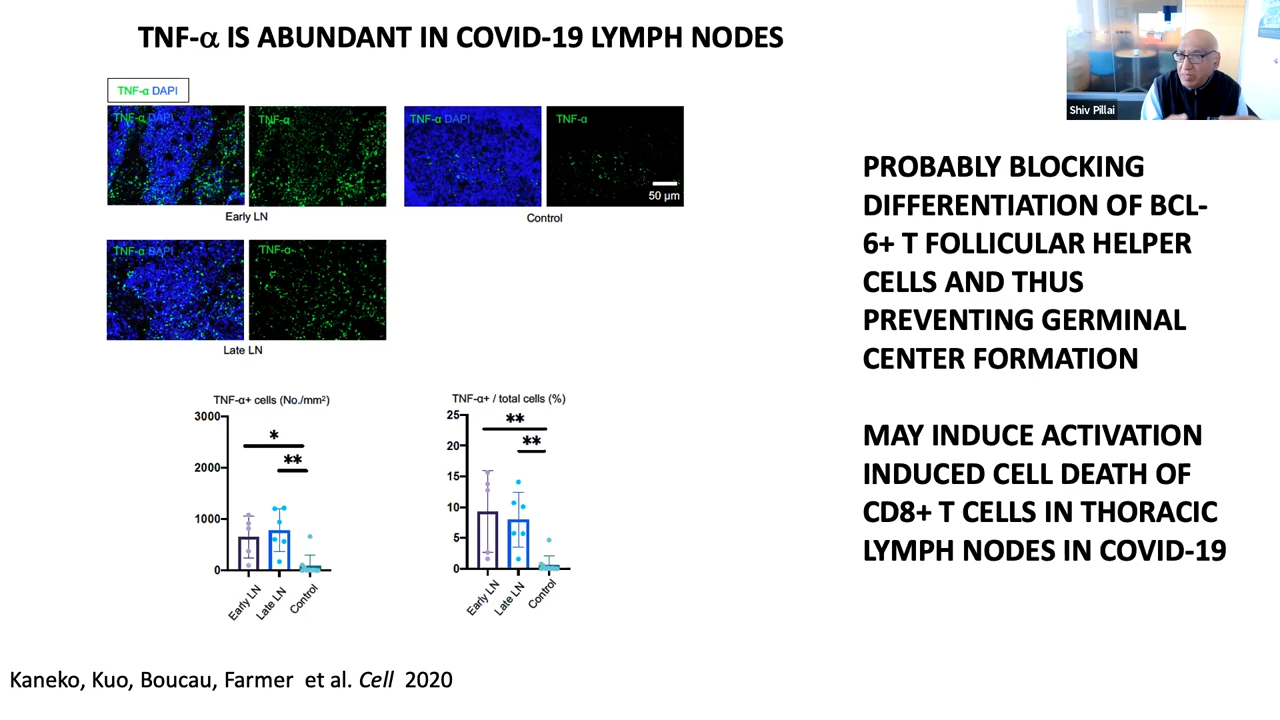 TNF-α IS ABUNDANT IN COVID-19 LYMPH NODES
Shiv Pillai
TNF-α DAPI
TNF-α DAPI
TNF-α
TNF-α DAPI
TNF-α
50 µm
Early LN
Control
TNF-α DAPI
TNF-α
Late LN
PROBABLY BLOCKING
DIFFERENTIATION OF BCL-
6+ T FOLLICULAR HELPER
CELLS AND THUS
PREVENTING GERMINAL
CENTER FORMATION
MAY INDUCE ACTIVATION
INDUCED CELL DEATH OF
CD8+ T CELLS IN THORACIC
LYMPH NODES IN COVID-19
TNF-α+ cells (No./mm²)
3000
2000
1000
0
*
**
Early LN
Late LN
Control
TNF-α+ / total cells (%)
25
20
15
10
5
0
**
**
Early LN
Late LN
Control
Kaneko, Kuo, Boucau, Farmer et al. Cell 2020